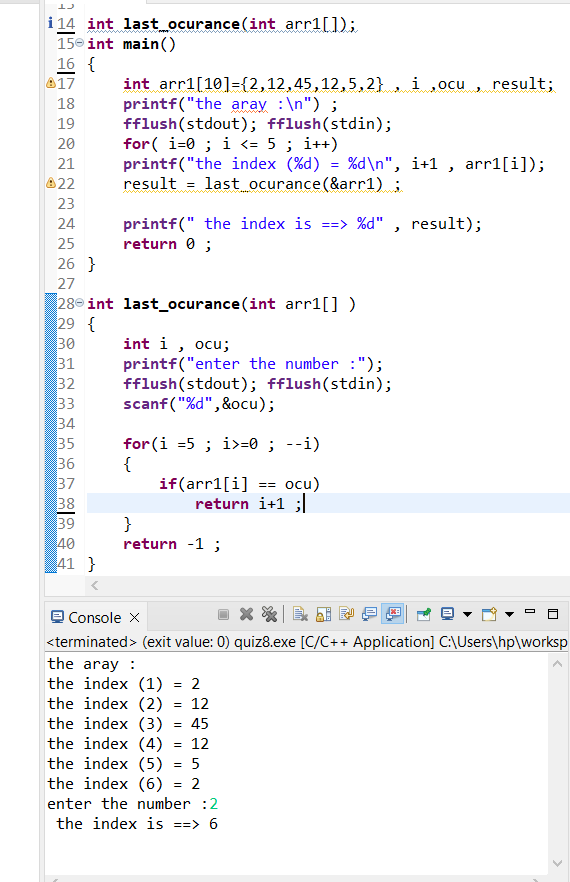 13
14 int last_ocurance(int arr1[]);
15 int main()
16 {
17 int arr1[10]={2,12,45,12,5,2} , i ,ocu , result;
18 printf("the aray :\n") ;
19 fflush(stdout); fflush(stdin);
20 for( i=0 ; i <= 5 ; i++)
21 printf("the index (%d) = %d\n", i+1 , arr1[i]);
22 result = last_ocurance(&arr1) ;
23
24 printf(" the index is ==> %d" , result);
25 return 0 ;
26 }
27
28 int last_ocurance(int arr1[] )
29 {
30 int i , ocu;
31 printf("enter the number :");
32 fflush(stdout); fflush(stdin);
33 scanf("%d",&ocu);
34
35 for(i =5 ; i>=0 ; --i)
36 {
37 if(arr1[i] == ocu)
38 return i+1 ;
39 }
40 return -1 ;
41 }
Console
<terminated> (exit value: 0) quiz8.exe [C/C++ Application] C:\Users\hp\worksp
the aray :
the index (1) = 2
the index (2) = 12
the index (3) = 45
the index (4) = 12
the index (5) = 5
the index (6) = 2
enter the number :2
the index is ==> 6